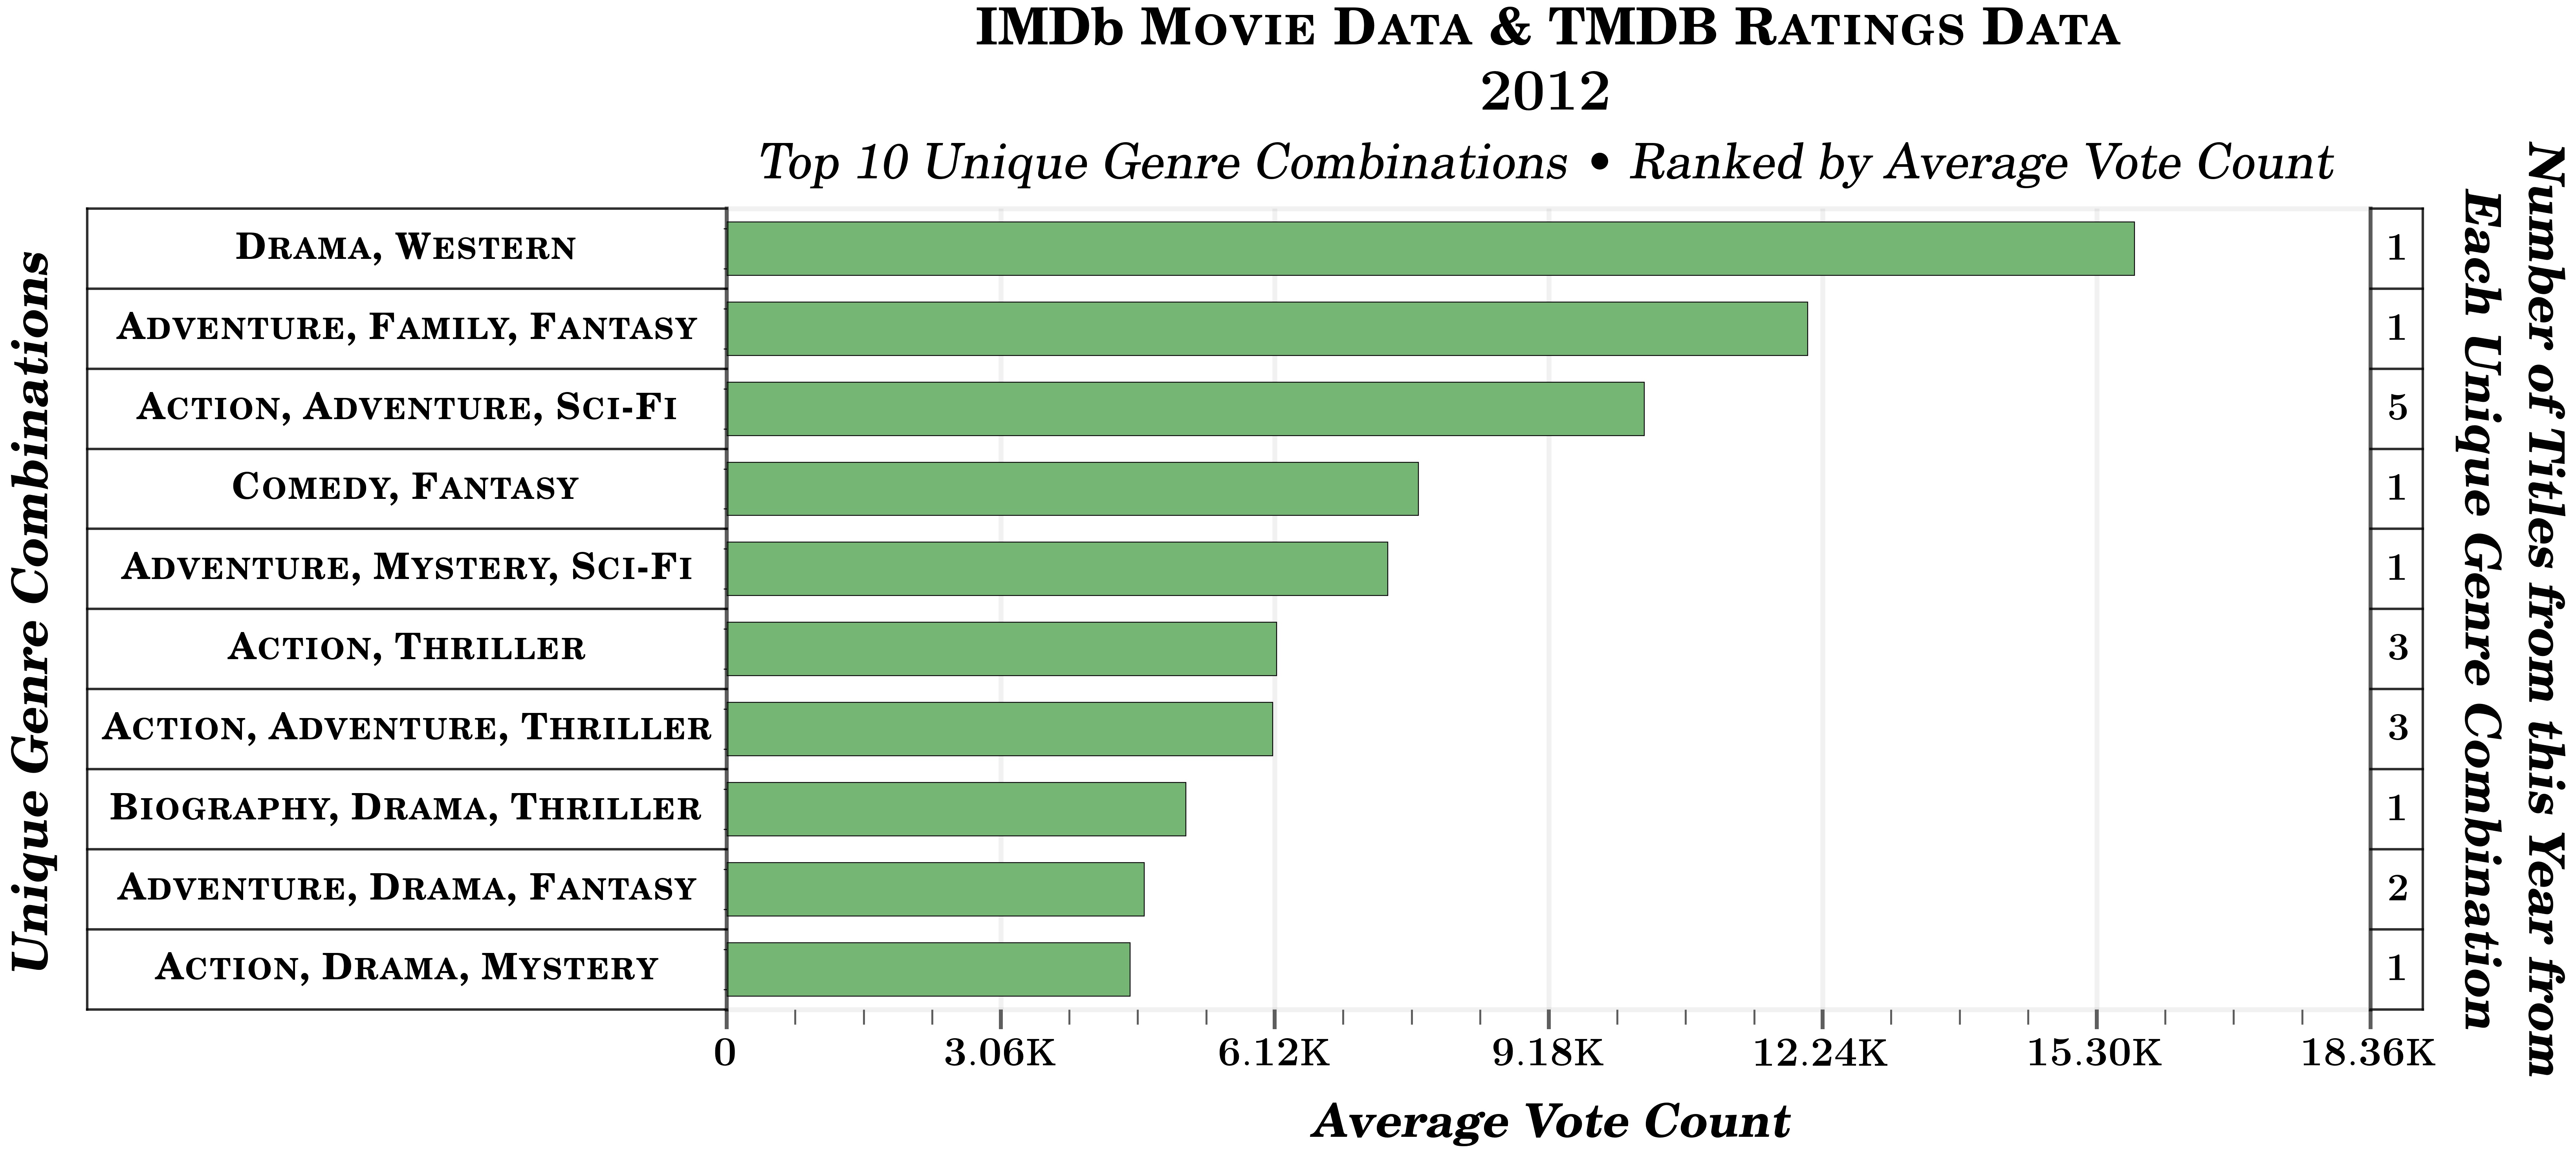 IMDb Movie Data & TMDB Ratings Data
2012
Top 10 Unique Genre Combinations • Ranked by Average Vote Count
Unique Genre Combinations
Drama, Western
1
Adventure, Family, Fantasy
1
Action, Adventure, Sci-Fi
5
Comedy, Fantasy
1
Adventure, Mystery, Sci-Fi
1
Action, Thriller
3
Action, Adventure, Thriller
3
Biography, Drama, Thriller
1
Adventure, Drama, Fantasy
2
Action, Drama, Mystery
1
Number of Titles from this Year from
Each Unique Genre Combination
0 3.06K 6.12K 9.18K 12.24K 15.30K 18.36K
Average Vote Count